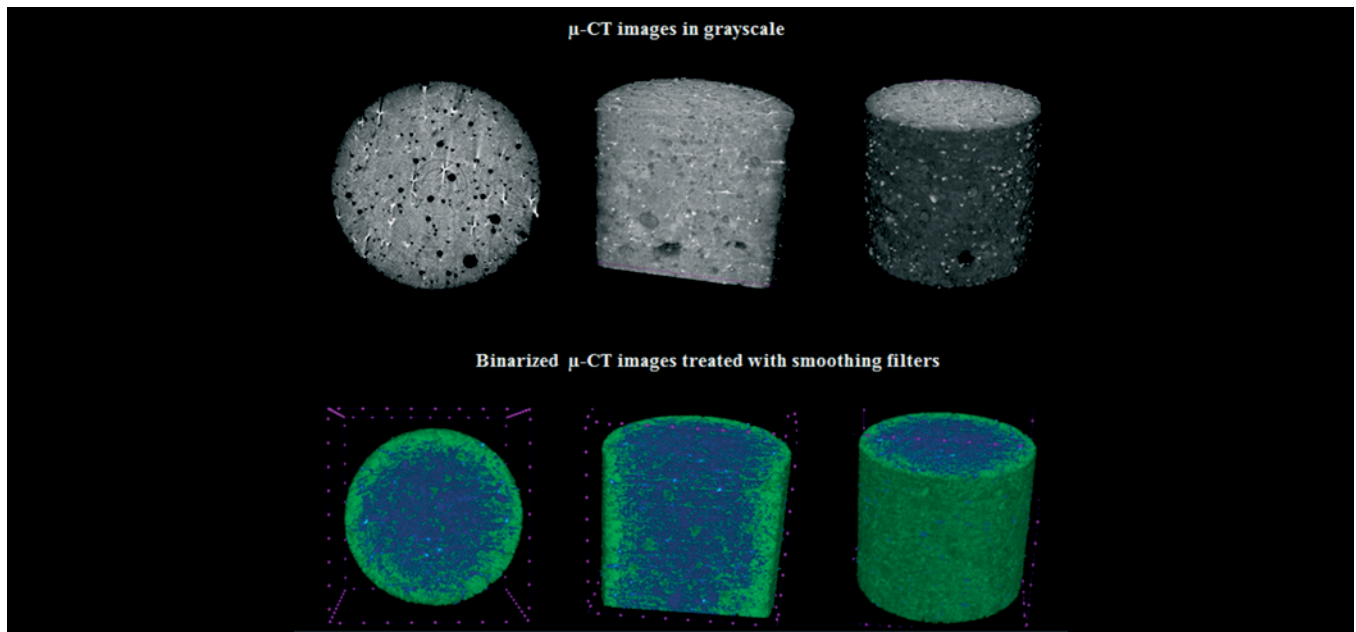 μ-CT images in grayscale
Binarized μ-CT images treated with smoothing filters